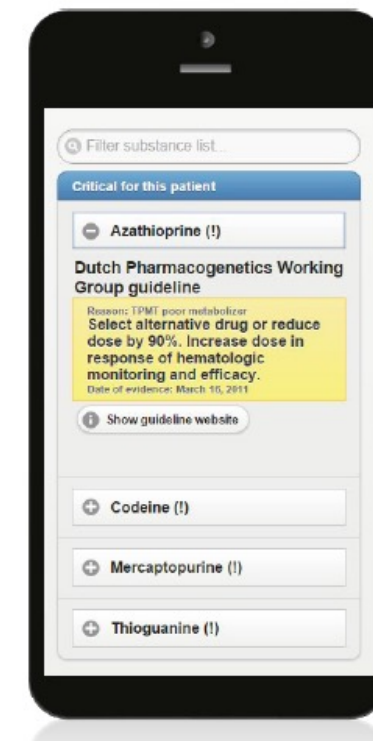 Filter substance list...
Critical for this patient
Azathioprine (!)
Dutch Pharmacogenetics Working
Group guideline
Reason: TPMT poor metabolizer
Select alternative drug or reduce
dose by 90%. Increase dose in
response of hematologic
monitoring and efficacy.
Date of evidence: March 16, 2011
Show guideline website
Codeine (!)
Mercaptopurine (!)
Thioguanine (!)